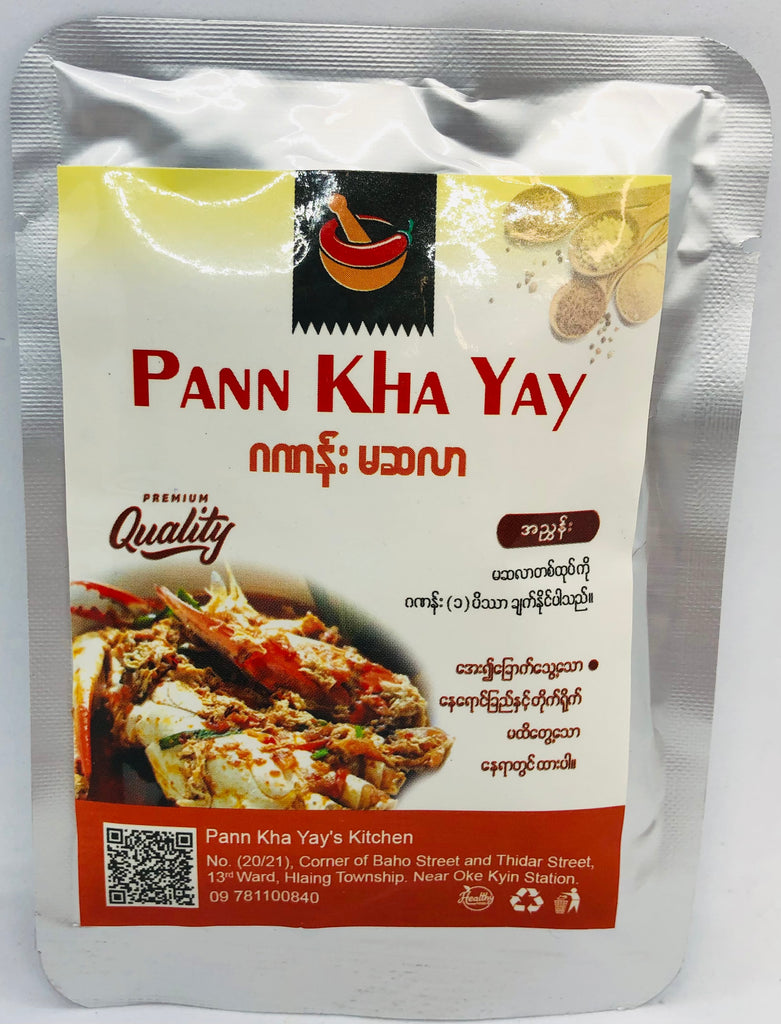 PANN KHA YAY
ဂဏန်း မဆလာ
PREMIUM
Quality
အညွှန်း
မဆလာတစ်ထုပ်ကို
ဂဏန်း (၁) ပိဿာ ချက်နိုင်ပါသည်။
အေး၍ခြောက်သွေ့သော ●
နေရောင်ခြည်နှင့်တိုက်ရိုက်
မထိတွေ့သော
နေရာတွင်ထားပါ။
Pann Kha Yay's Kitchen
No. (20/21), Corner of Baho Street and Thidar Street,
13rd Ward, Hlaing Township. Near Oke Kyin Station.
09 781100840
Healthy